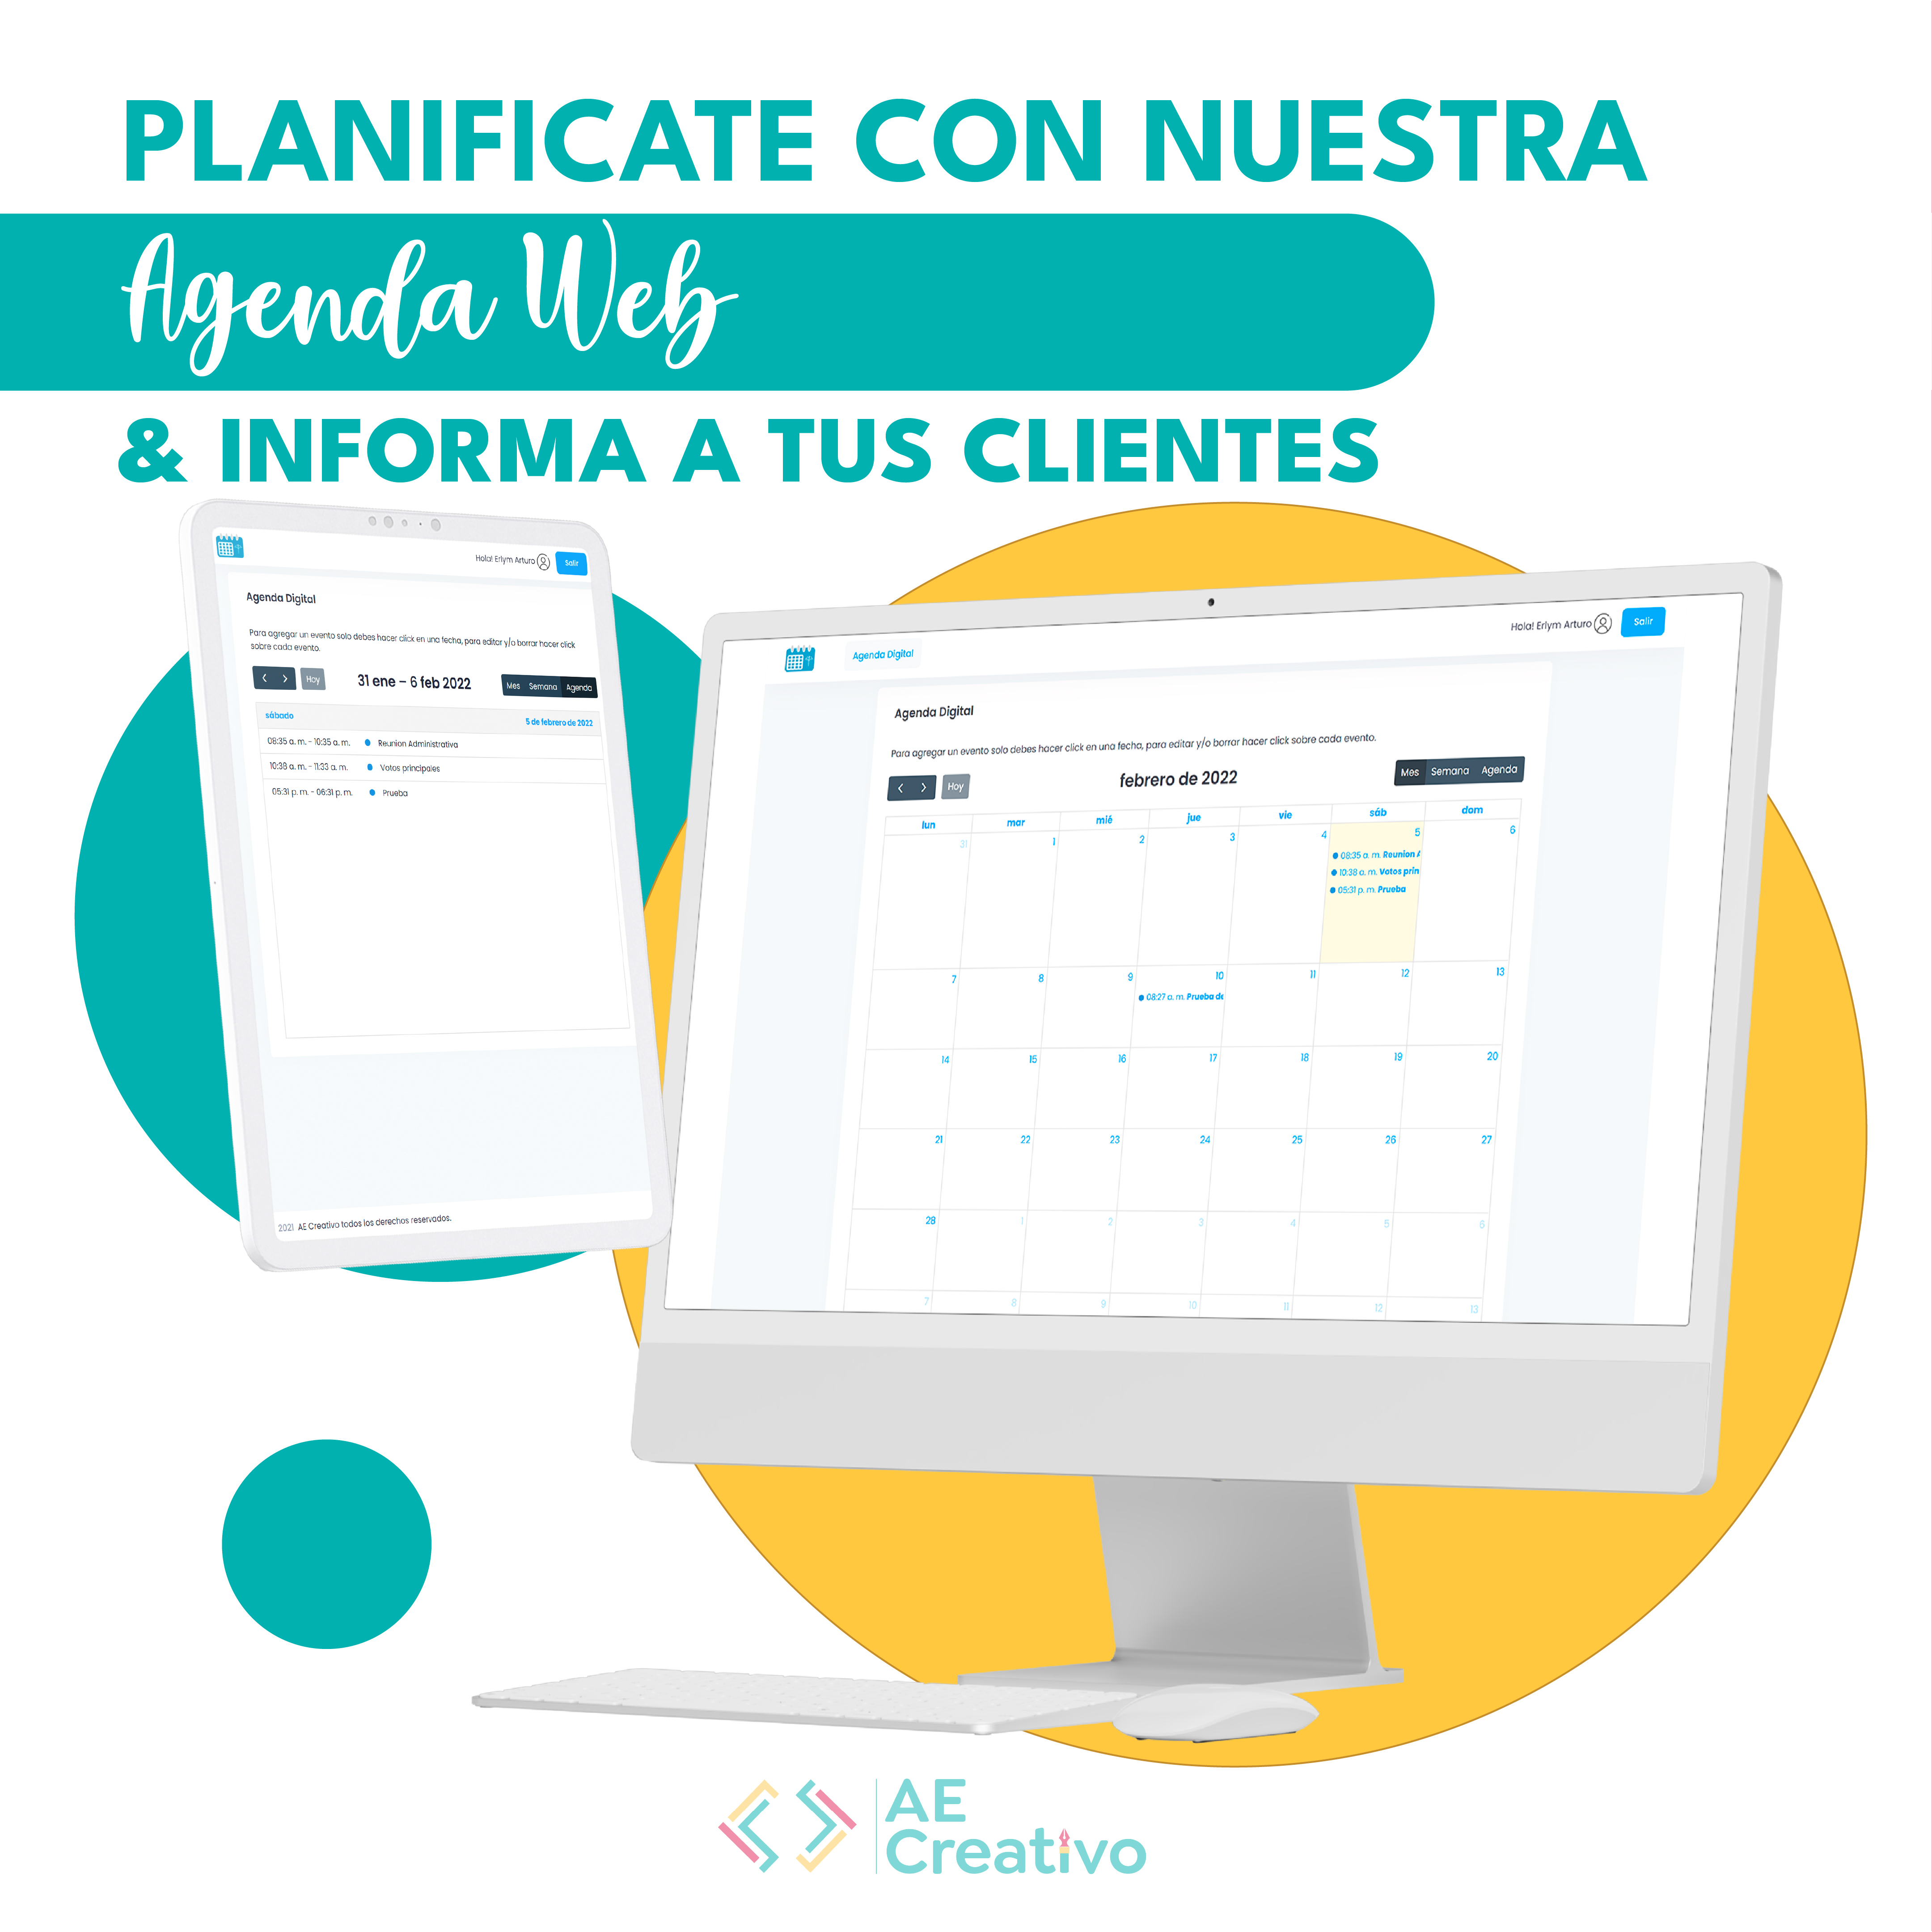 PLANIFICATE CON NUESTRA
Agenda Web
& INFORMA A TUS CLIENTES
Hola! Erlym Arturo
Salir
Agenda Digital
Para agregar un evento solo debes hacer click en una fecha, para editar y/o borrar hacer click
sobre cada evento.
Hoy
31 ene – 6 feb 2022
Mes Semana Agenda
sábado 5 de febrero de 2022
08:35 a. m. - 10:35 a. m. Reunion Administrativa
10:38 a. m. - 11:33 a. m. Votos principales
05:31 p. m. - 06:31 p. m. Prueba
2021 AE Creativo todos los derechos reservados.
Agenda Digital
Hola! Erlym Arturo
Salir
Agenda Digital
Para agregar un evento solo debes hacer click en una fecha, para editar y/o borrar hacer click sobre cada evento.
Hoy
febrero de 2022
Mes Semana Agenda
lun mar mié jue vie sáb dom
31 1 2 3 4 5 6
08:35 a. m. Reunion A
10:38 a. m. Votos prin
05:31 p. m. Prueba
7 8 9 10 11 12 13
08:27 a. m. Prueba de
14 15 16 17 18 19 20
21 22 23 24 25 26 27
28 1 2 3 4 5 6
7 8 9 10 11 12 13
AE
Creativo